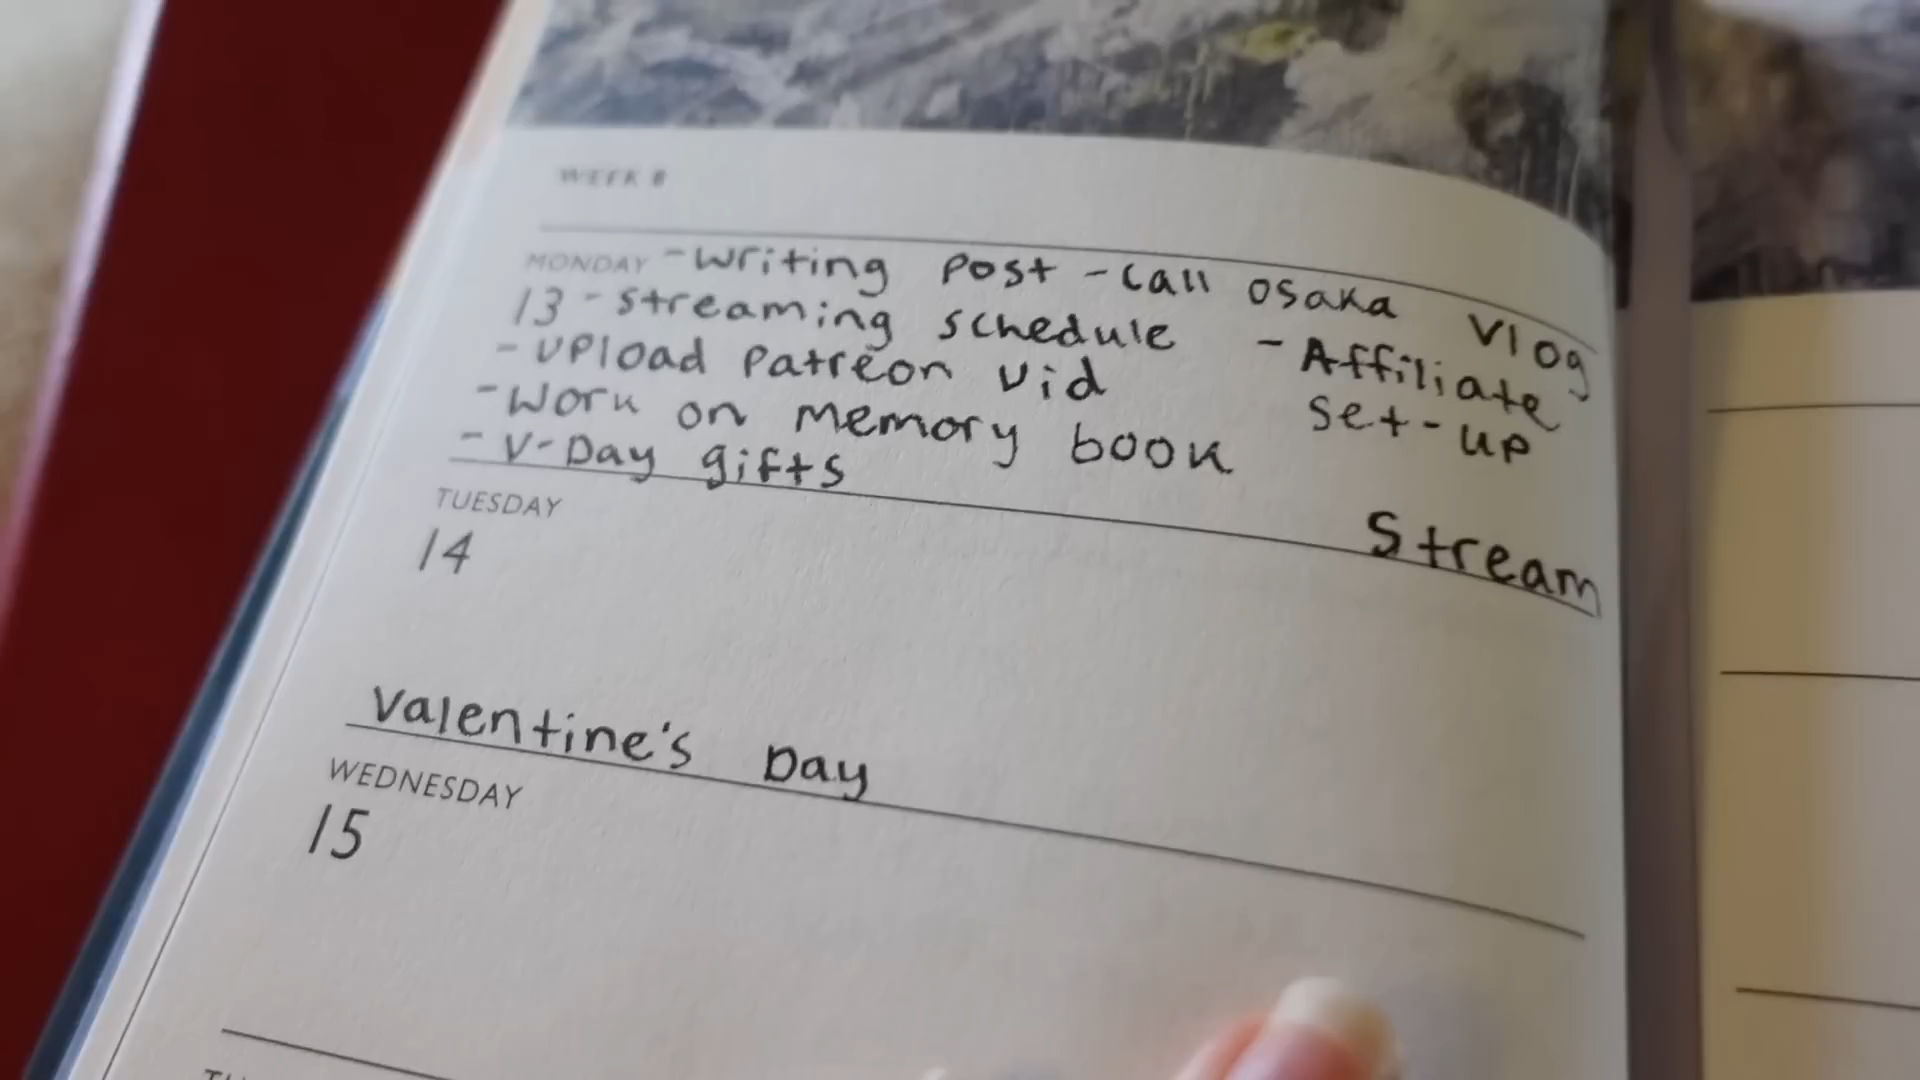 WEEK 8
MONDAY - Writing Post - Call Osaka Vlog
13 - Streaming schedule - Affiliate
- Upload Patreon vid Set-up
- Work on memory book
- V-Day gifts
Stream
TUESDAY
14
Valentine's Day
WEDNESDAY
15